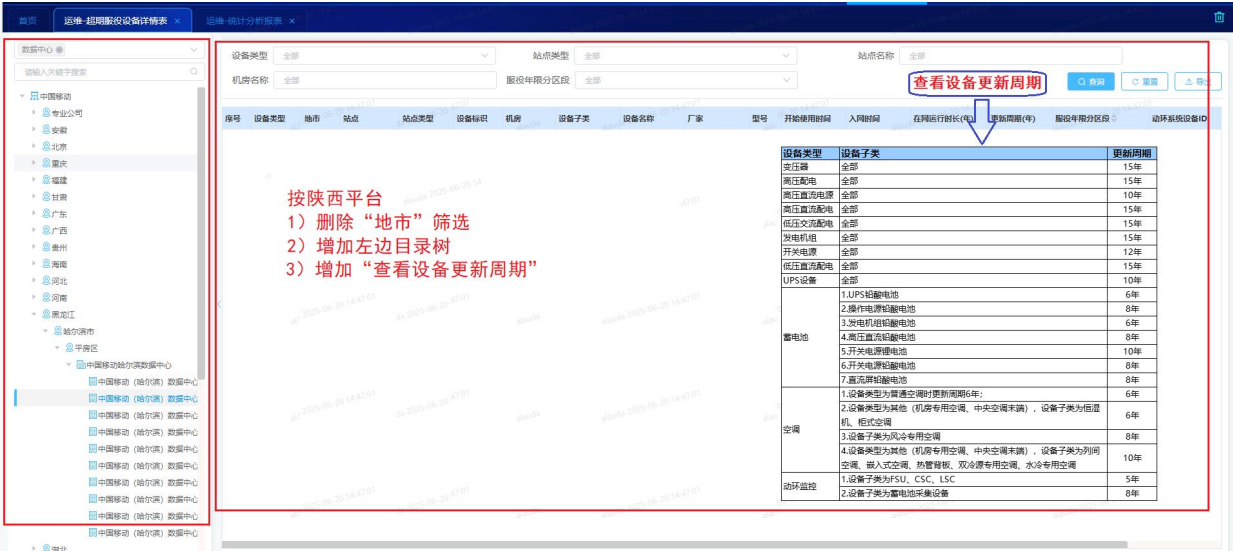 首页
运维-超期服役设备详情表 ×
运维-统计分析报表 ×
数据中心
请输入关键字搜索
中国移动
专业公司
安徽
北京
重庆
福建
甘肃
广东
广西
贵州
海南
河北
河南
黑龙江
哈尔滨市
平房区
中国移动哈尔滨数据中心
中国移动（哈尔滨）数据中心
中国移动（哈尔滨）数据中心
中国移动（哈尔滨）数据中心
中国移动（哈尔滨）数据中心
中国移动（哈尔滨）数据中心
中国移动（哈尔滨）数据中心
中国移动（哈尔滨）数据中心
中国移动（哈尔滨）数据中心
中国移动（哈尔滨）数据中心
中国移动（哈尔滨）数据中心
湖北
设备类型 全部 站点类型 全部 站点名称 全部
机房名称 全部 服役年限分区段 全部
查看设备更新周期
查询 重置 导出
序号 设备类型 地市 站点 站点类型 设备标识 机房 设备子类 设备名称 厂家 型号 开始使用时间 入网时间 在网运行时长(年) 更新周期(年) 服役年限分区段 动环系统设备ID
按陕西平台
1）删除“地市”筛选
2）增加左边目录树
3）增加“查看设备更新周期”
设备类型 设备子类 更新周期
变压器 全部 15年
高压配电 全部 15年
高压直流电源 全部 10年
高压直流配电 全部 15年
低压交流配电 全部 15年
发电机组 全部 15年
开关电源 全部 12年
低压直流配电 全部 15年
UPS设备 全部 10年
蓄电池
1.UPS铅酸电池 6年
2.操作电源铅酸电池 8年
3.发电机组铅酸电池 6年
4.高压直流铅酸电池 8年
5.开关电源锂电池 10年
6.开关电源铅酸电池 8年
7.直流屏铅酸电池 8年
空调
1.设备类型为普通空调时更新周期6年; 6年
2.设备类型为其他（机房专用空调、中央空调末端），设备子类为恒湿
机、柜式空调 6年
3.设备子类为风冷专用空调 8年
4.设备类型为其他（机房专用空调、中央空调末端），设备子类为列间
空调、嵌入式空调、热管背板、双冷源专用空调、水冷专用空调 10年
动环监控
1.设备子类为FSU、CSC、LSC 5年
2.设备子类为蓄电池采集设备 8年